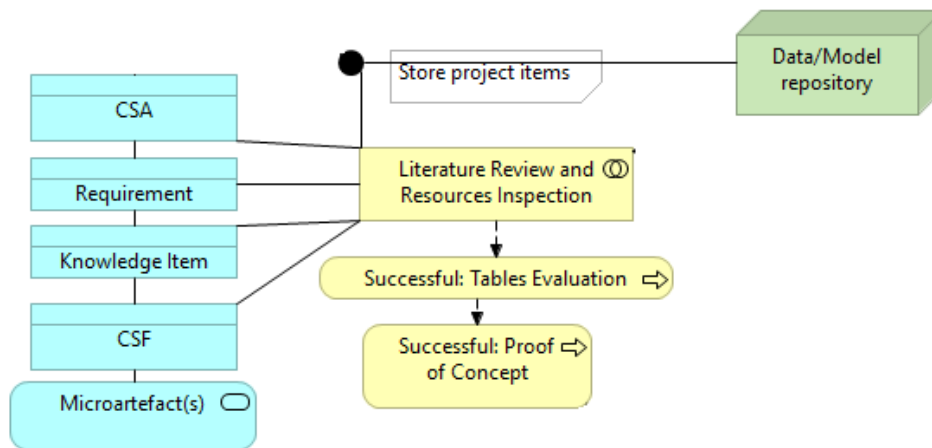 Data/Model
repository
Store project items
CSA
Literature Review and
Resources Inspection
Requirement
Knowledge Item
Successful: Tables Evaluation
CSF
Successful: Proof
of Concept
Microartefact(s)